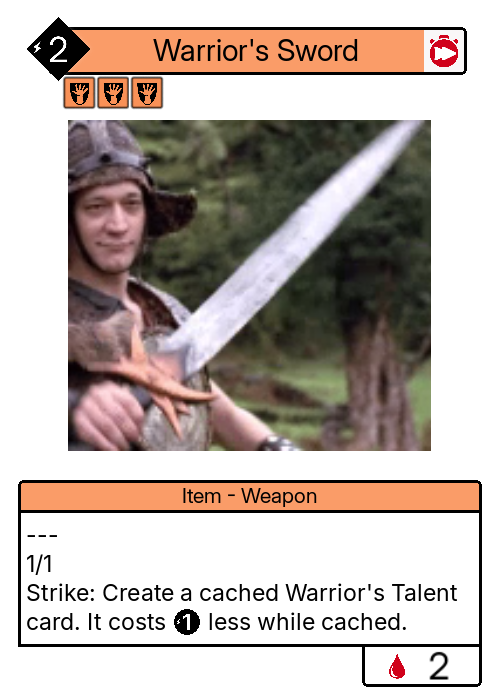 2
Warrior's Sword
Item - Weapon
---
1/1
Strike: Create a cached Warrior's Talent
card. It costs 1 less while cached.
2